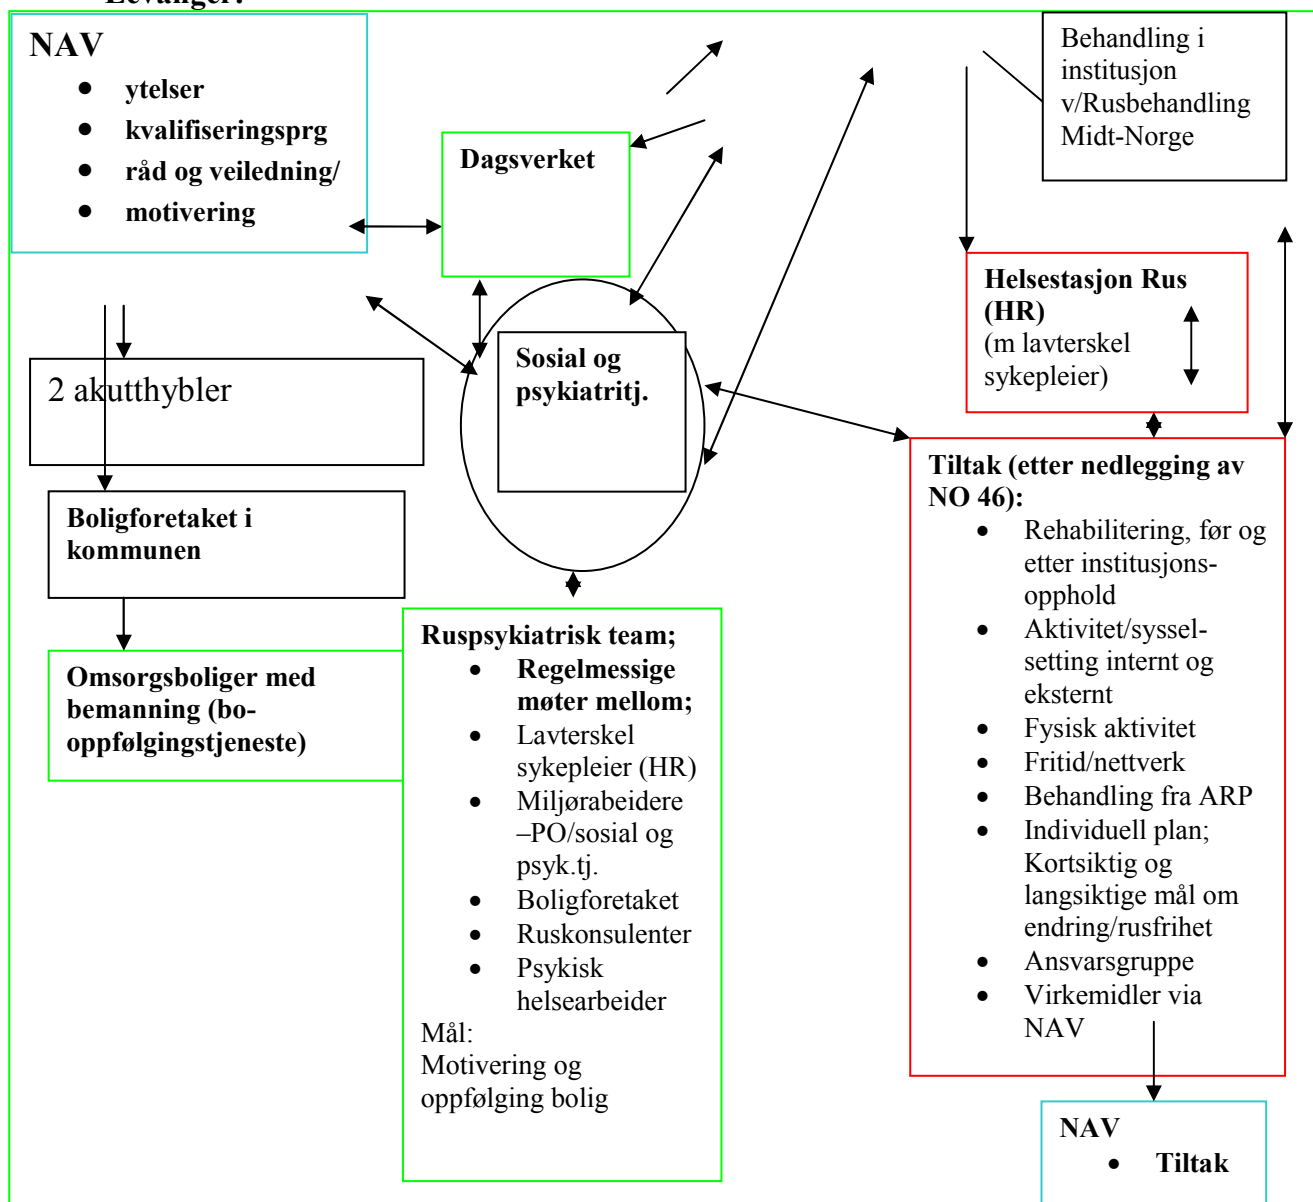 Levanger:
NAV
• ytelser
• kvalifiseringsprg
• råd og veiledning/
• motivering
Dagsverket
Behandling i
institusjon
v/Rusbehandling
Midt-Norge
Helsestasjon Rus
(HR)
(m lavterskel
sykepleier)
2 akutthybler
Sosial og
psykiatritj.
Boligforetaket i
kommunen
Omsorgsboliger med
bemanning (bo-
oppfølgingstjeneste)
Ruspsykiatrisk team;
• Regelmessige
møter mellom;
• Lavterskel
sykepleier (HR)
• Miljørabeidere
–PO/sosial og
psyk.tj.
• Boligforetaket
• Ruskonsulenter
• Psykisk
helsearbeider
Mål:
Motivering og
oppfølging bolig
Tiltak (etter nedlegging av
NO 46):
• Rehabilitering, før og
etter institusjons-
opphold
• Aktivitet/syssel-
setting internt og
eksternt
• Fysisk aktivitet
• Fritid/nettverk
• Behandling fra ARP
• Individuell plan;
Kortsiktig og
langsiktige mål om
endring/rusfrihet
• Ansvarsgruppe
• Virkemidler via
NAV
NAV
• Tiltak